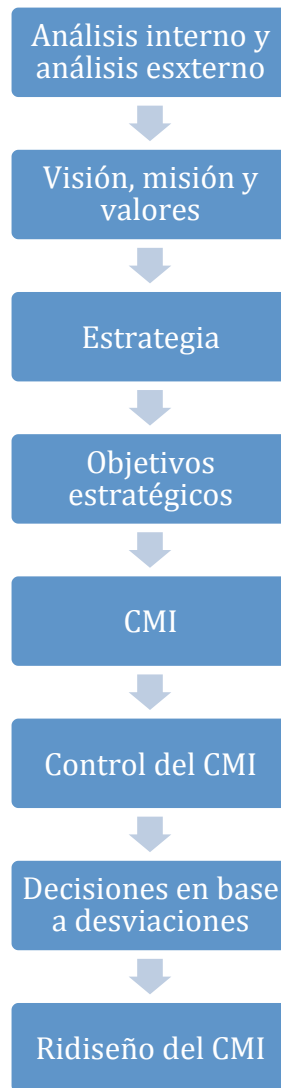 Análisis interno y
análisis esxterno
Visión, misión y
valores
Estrategia
Objetivos
estratégicos
CMI
Control del CMI
Decisiones en base
a desviaciones
Ridiseño del CMI